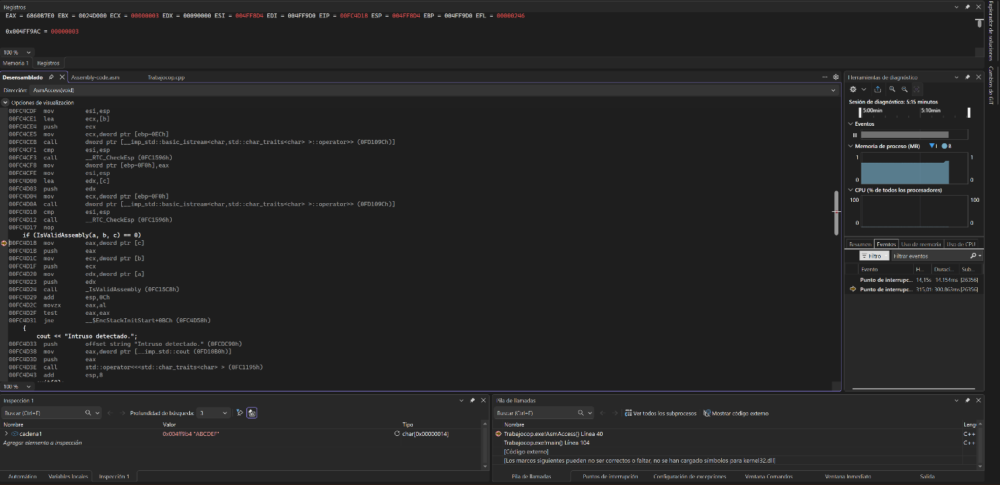 Registros
EAX = 6860B7E0 EBX = 0024D000 ECX = 00000003 EDX = 00090000 ESI = 004FF8D4 EDI = 004FF9D0 EIP = 00FC4D18 ESP = 004FF8D4 EBP = 004FF9D0 EFL = 00000246
0x004FF9AC = 00000003
100 %
Memoria 1 Registros
Desensamblado Assembly-code.asm Trabajocop.cpp
Dirección: AsmAccess(void)
Opciones de visualización
00FC4CDF mov esi,esp
00FC4CE1 lea ecx,[b]
00FC4CE4 push ecx
00FC4CE5 mov ecx,dword ptr [ebp-0ECh]
00FC4CEB call dword ptr [__imp_std::basic_istream<char,std::char_traits<char> >::operator>> (0FD109Ch)]
00FC4CF1 cmp esi,esp
00FC4CF3 call __RTC_CheckEsp (0FC1596h)
00FC4CF8 mov dword ptr [ebp-0F0h],eax
00FC4CFE mov esi,esp
00FC4D00 lea edx,[c]
00FC4D03 push edx
00FC4D04 mov ecx,dword ptr [ebp-0F0h]
00FC4D0A call dword ptr [__imp_std::basic_istream<char,std::char_traits<char> >::operator>> (0FD109Ch)]
00FC4D10 cmp esi,esp
00FC4D12 call __RTC_CheckEsp (0FC1596h)
00FC4D17 nop
if (IsValidAssembly(a, b, c) == 0)
00FC4D18 mov eax,dword ptr [c]
00FC4D1B push eax
00FC4D1C mov ecx,dword ptr [b]
00FC4D1F push ecx
00FC4D20 mov edx,dword ptr [a]
00FC4D23 push edx
00FC4D24 call _IsValidAssembly (0FC15C8h)
00FC4D29 add esp,0Ch
00FC4D2C movzx eax,al
00FC4D2F test eax,eax
00FC4D31 jne __$EncStackInitStart+0BCh (0FC4D58h)
{
cout << "Intruso detectado.";
00FC4D33 push offset string "Intruso detectado." (0FCDC90h)
00FC4D38 mov eax,dword ptr [__imp_std::cout (0FD10B0h)]
00FC4D3D push eax
00FC4D3E call std::operator<<<std::char_traits<char> > (0FC1195h)
00FC4D43 add esp,8
100 %
Herramientas de diagnóstico
Sesión de diagnóstico: 5:15 minutos
5:00min 5:10min
Eventos
Memoria de proceso (MB) I B
1 1
0 0
CPU (% de todos los procesadores)
100 100
0 0
Resumen Eventos Uso de memoria Uso de CPU
Filtro Filtrar eventos
Evento H... Duraci... Sub...
Punto de interrupc... 14,15s 14.154ms [26356]
Punto de interrupc... 315,01s 300.863ms [26356]
Explorador de soluciones
Cambios de GIT
Inspección 1
Buscar (Ctrl+E) Profundidad de búsqueda: 3
Nombre Valor Tipo
cadena1 0x004ff9b4 "ABCDEF" char[0x00000014]
Agregar elemento a inspección
Automático Variables locales Inspección 1
Pila de llamadas
Buscar (Ctrl+E) Ver todos los subprocesos Mostrar código externo
Nombre Lengu
Trabajocop.exe!AsmAccess() Línea 40 C++
Trabajocop.exe!main() Línea 104 C++
[Código externo]
[Los marcos siguientes pueden no ser correctos o faltar, no se han cargado símbolos para kernel32.dll]
Pila de llamadas Puntos de interrupción Configuración de excepciones Ventana Comandos Ventana Inmediato Salida